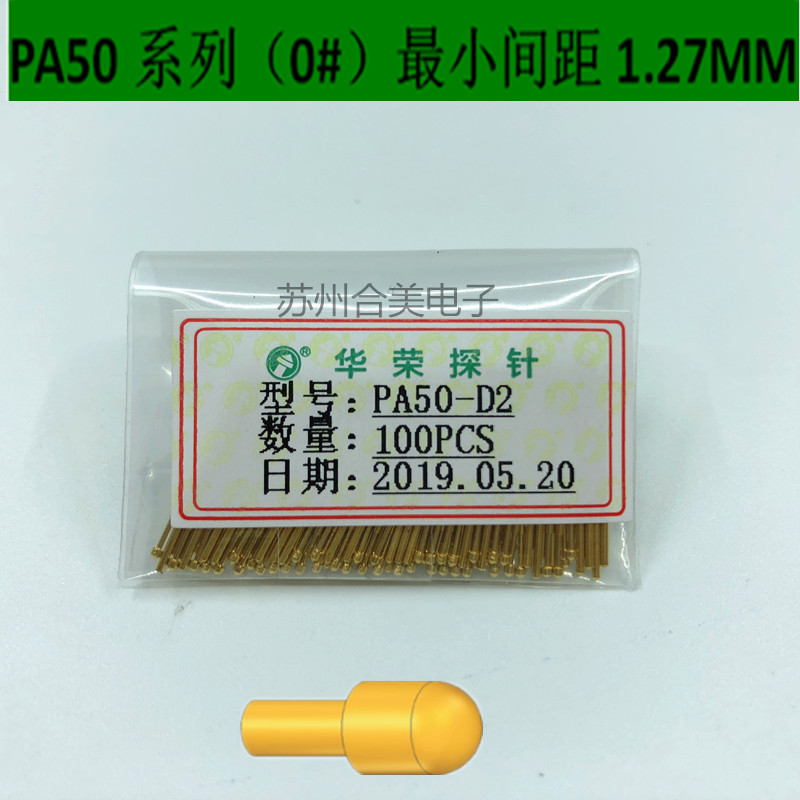 PA50 系列（0#）最小间距 1.27MM
苏州合美电子
® 华荣探针
型号：PA50-D2
数量：100PCS
日期：2019.05.20